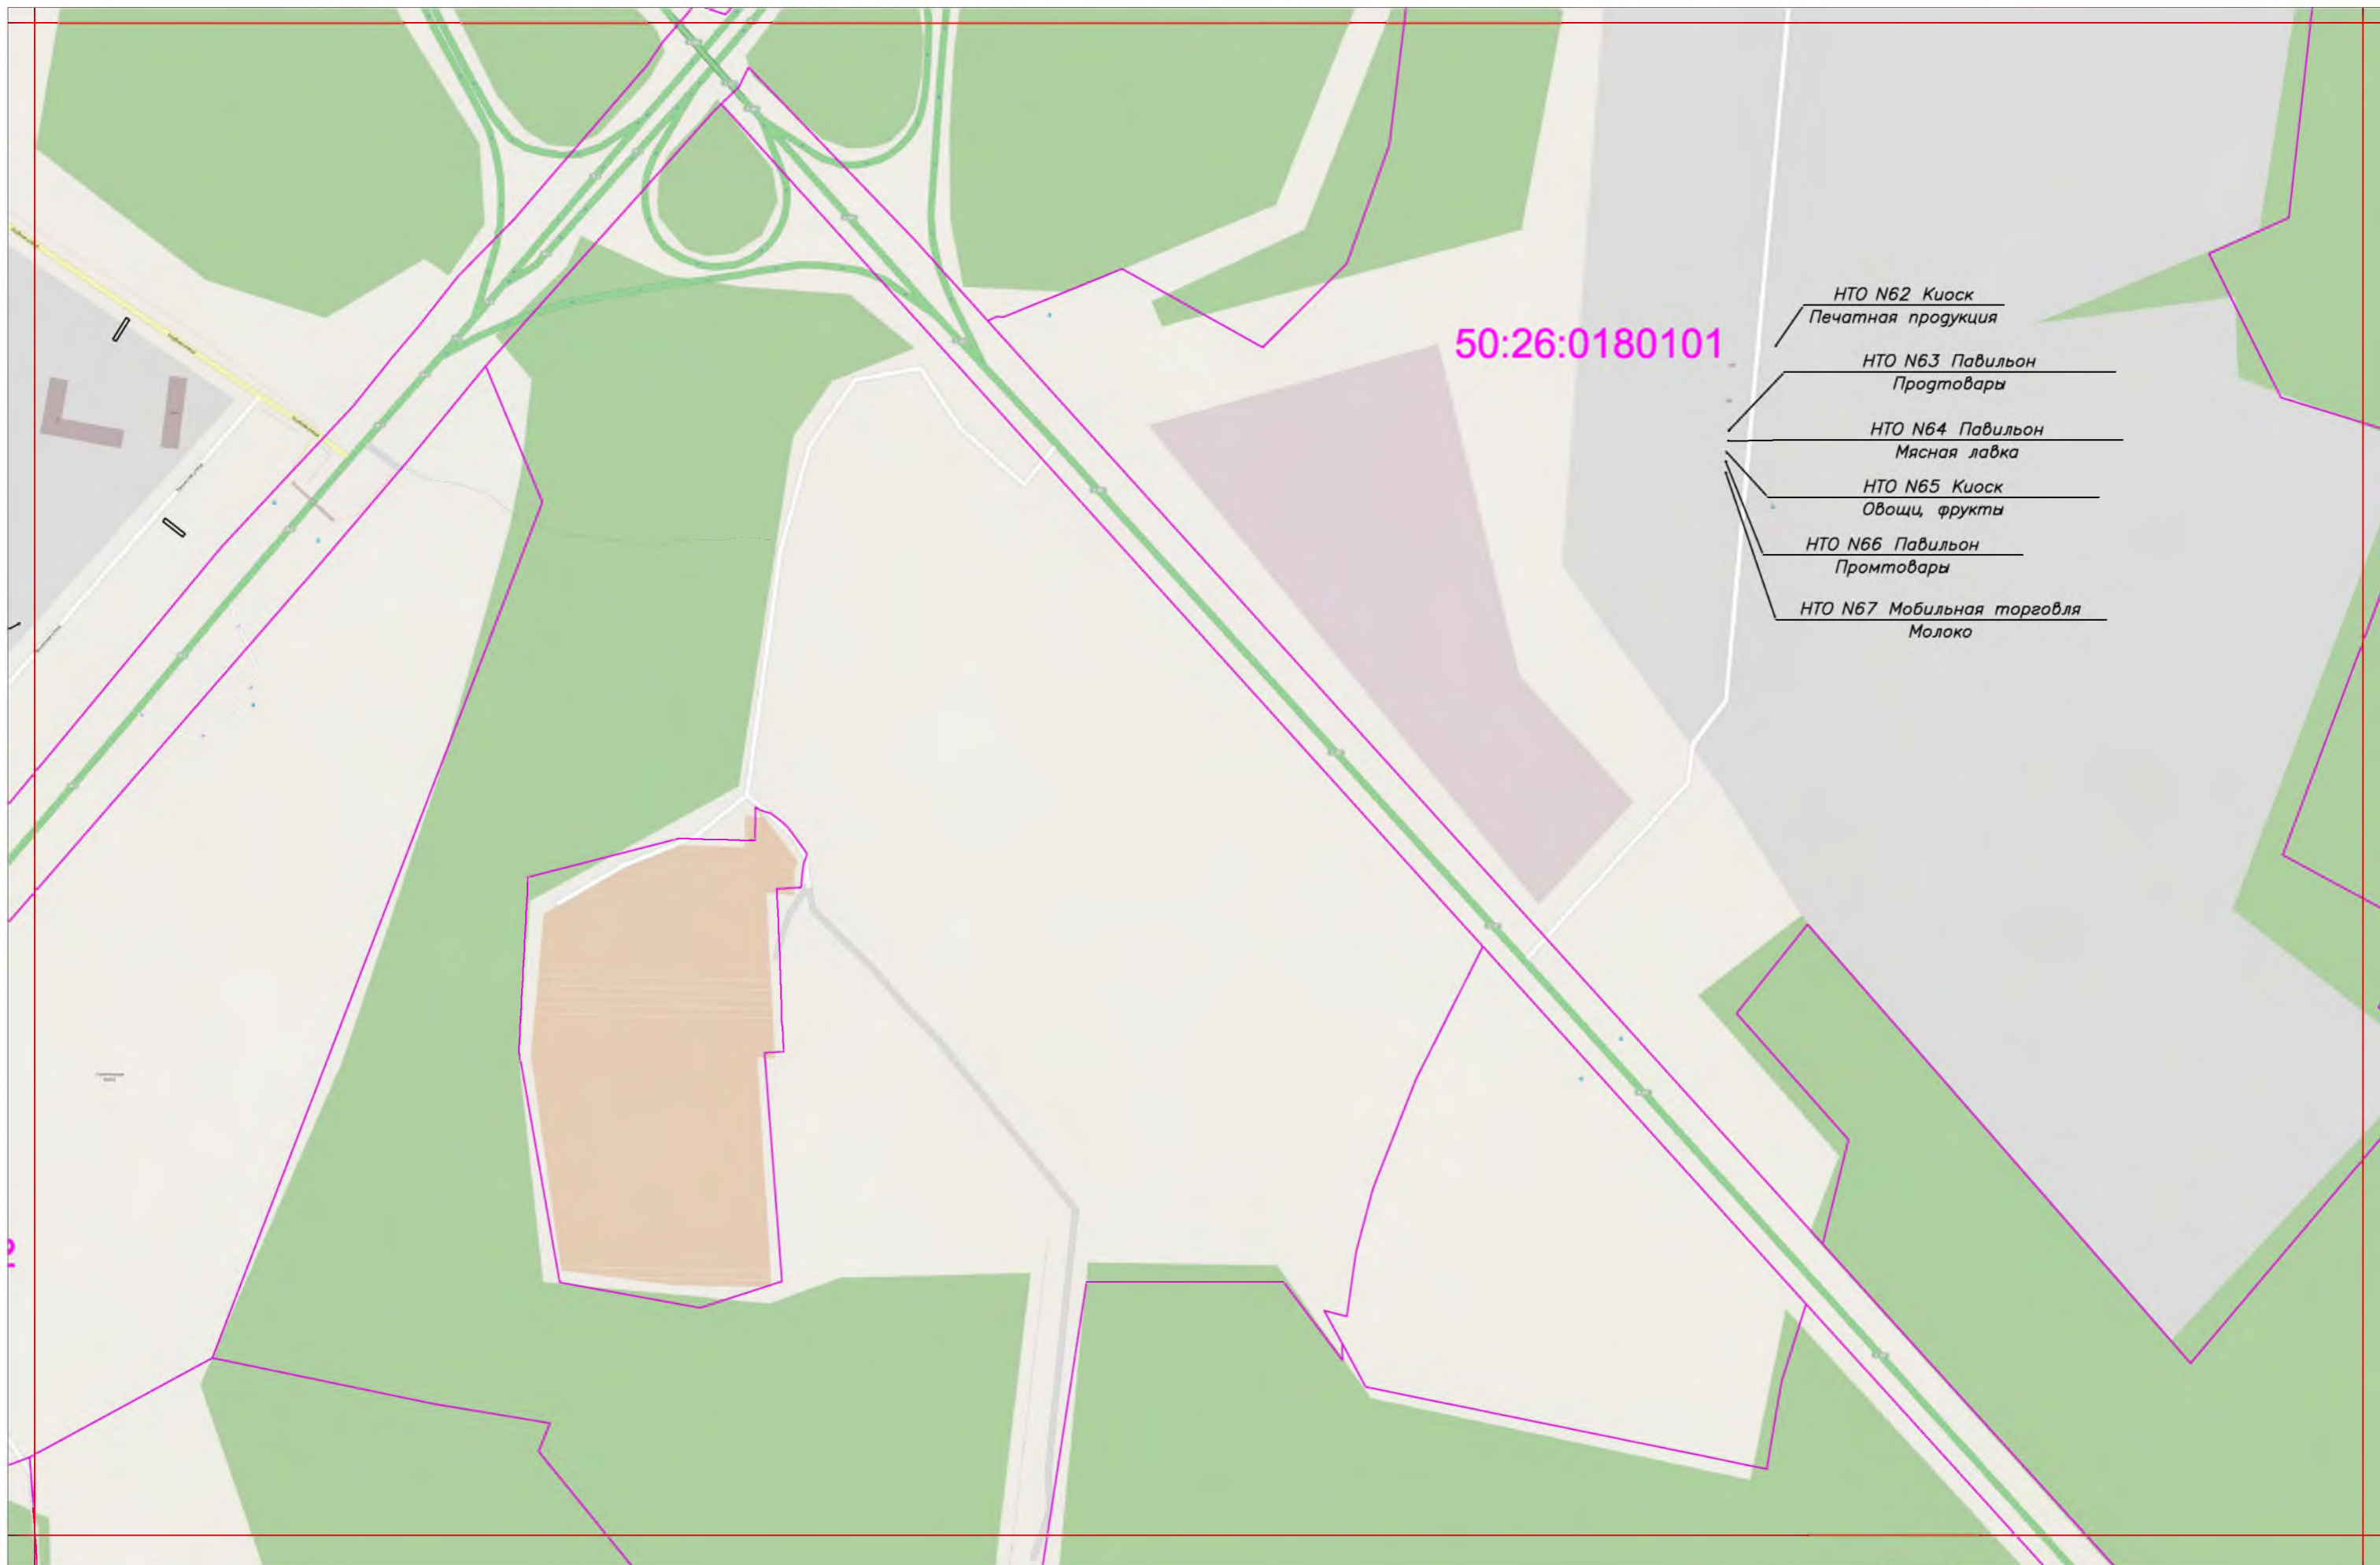 НТО N62 Киоск
Печатная продукция
50:26:0180101
НТО N63 Павильон
Продтовары
НТО N64 Павильон
Мясная лавка
НТО N65 Киоск
Овощи, фрукты
НТО N66 Павильон
Промтовары
НТО N67 Мобильная торговля
Молоко